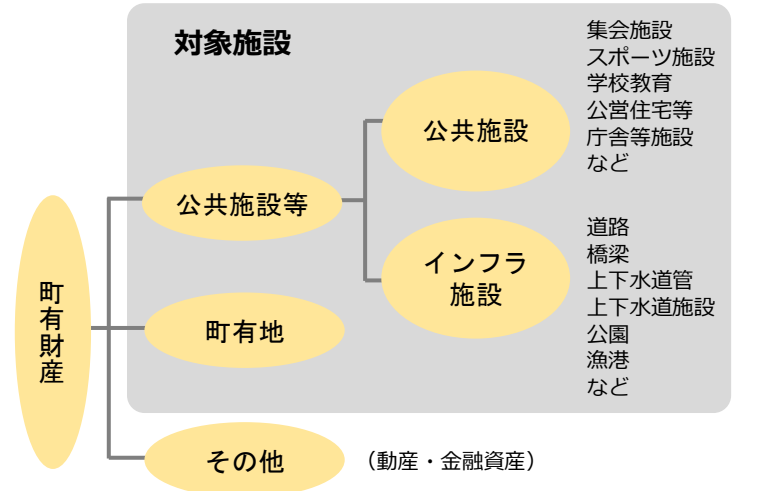 対象施設
町有財産
公共施設等
公共施設
集会施設
スポーツ施設
学校教育
公営住宅等
庁舎等施設
など
インフラ
施設
道路
橋梁
上下水道管
上下水道施設
公園
漁港
など
町有地
その他
（動産・金融資産）